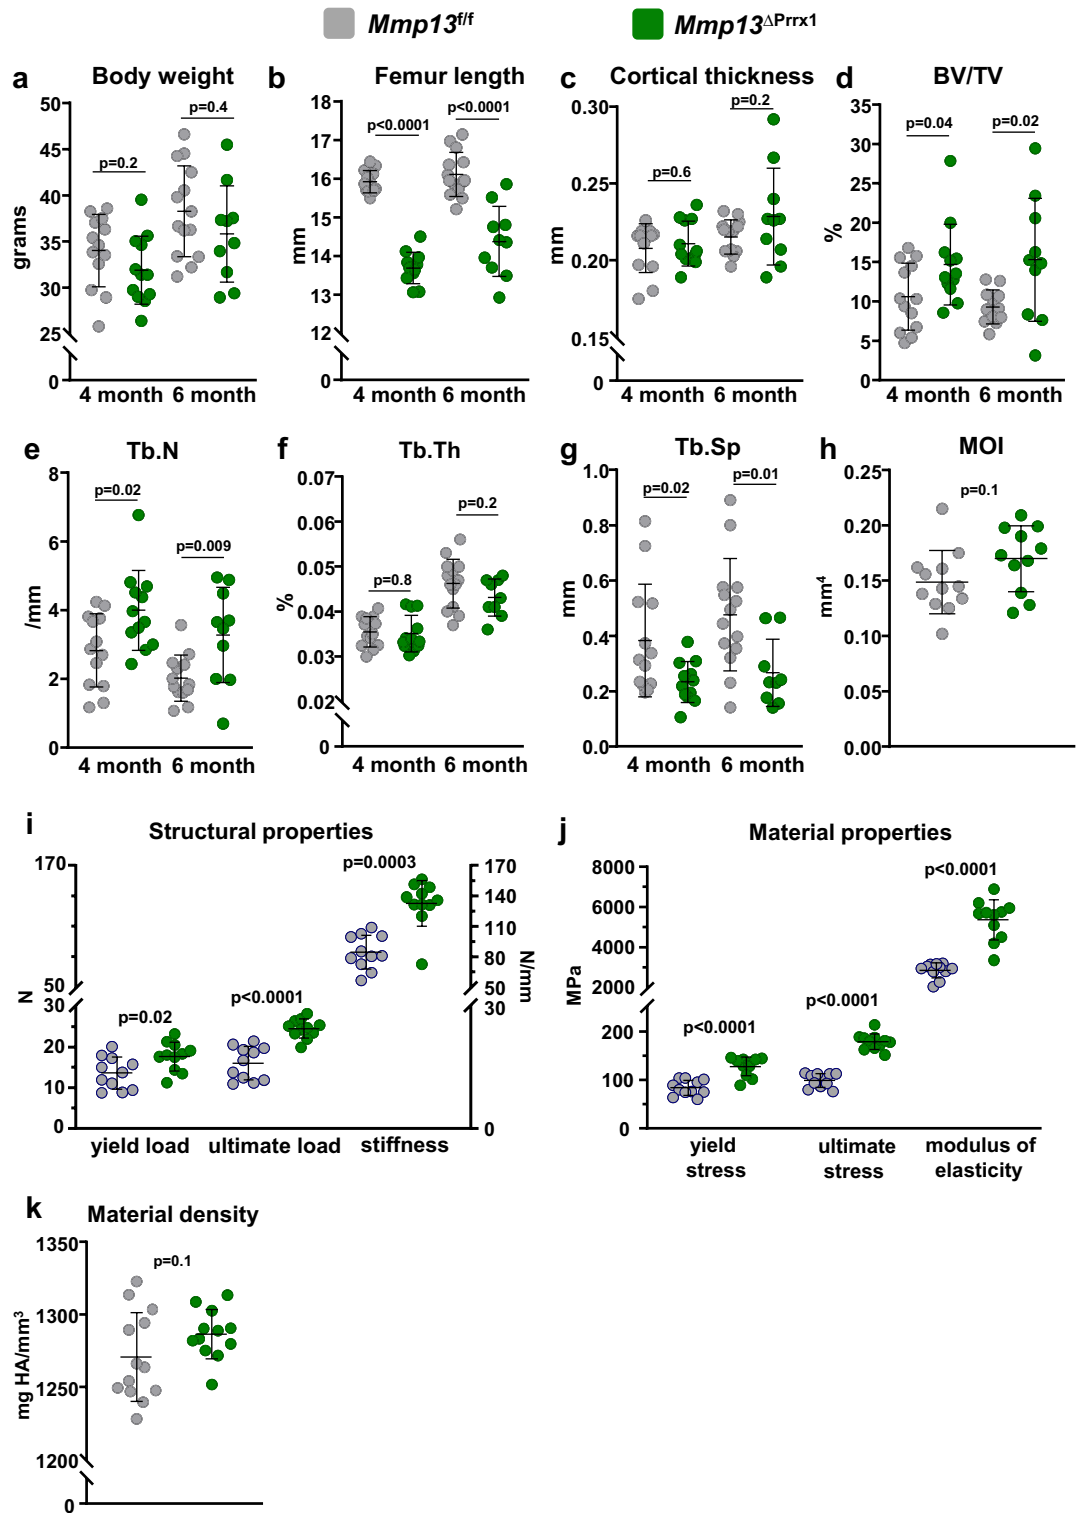 Mmp13f/f
Mmp13ΔPrrx1
a Body weight
50
45
40
35
30
25
0
grams
p=0.2
p=0.4
4 month 6 month
b Femur length
18
17
16
15
14
13
12
0
mm
p<0.0001
p<0.0001
4 month 6 month
c Cortical thickness
0.30
0.25
0.20
0.15
0
mm
p=0.6
p=0.2
4 month 6 month
d BV/TV
35
30
25
20
15
10
5
0
%
p=0.04
p=0.02
4 month 6 month
e Tb.N
8
6
4
2
0
/mm
p=0.02
p=0.009
4 month 6 month
f Tb.Th
0.07
0.06
0.05
0.04
0.03
0.02
0
%
p=0.8
p=0.2
4 month 6 month
g Tb.Sp
1.0
0.8
0.6
0.4
0.2
0.0
mm
p=0.02
p=0.01
4 month 6 month
h MOI
0.25
0.20
0.15
0.10
0.05
0.00
mm4
p=0.1
i Structural properties
170
50
30
20
10
0
N
p=0.02
p<0.0001
p=0.0003
170
140
110
80
50
30
0
N/mm
yield load ultimate load stiffness
j Material properties
8000
6000
4000
2000
200
100
0
MPa
p<0.0001
p<0.0001
p<0.0001
yield stress
ultimate stress
modulus of elasticity
k Material density
1350
1300
1250
1200
0
mg HA/mm3
p=0.1